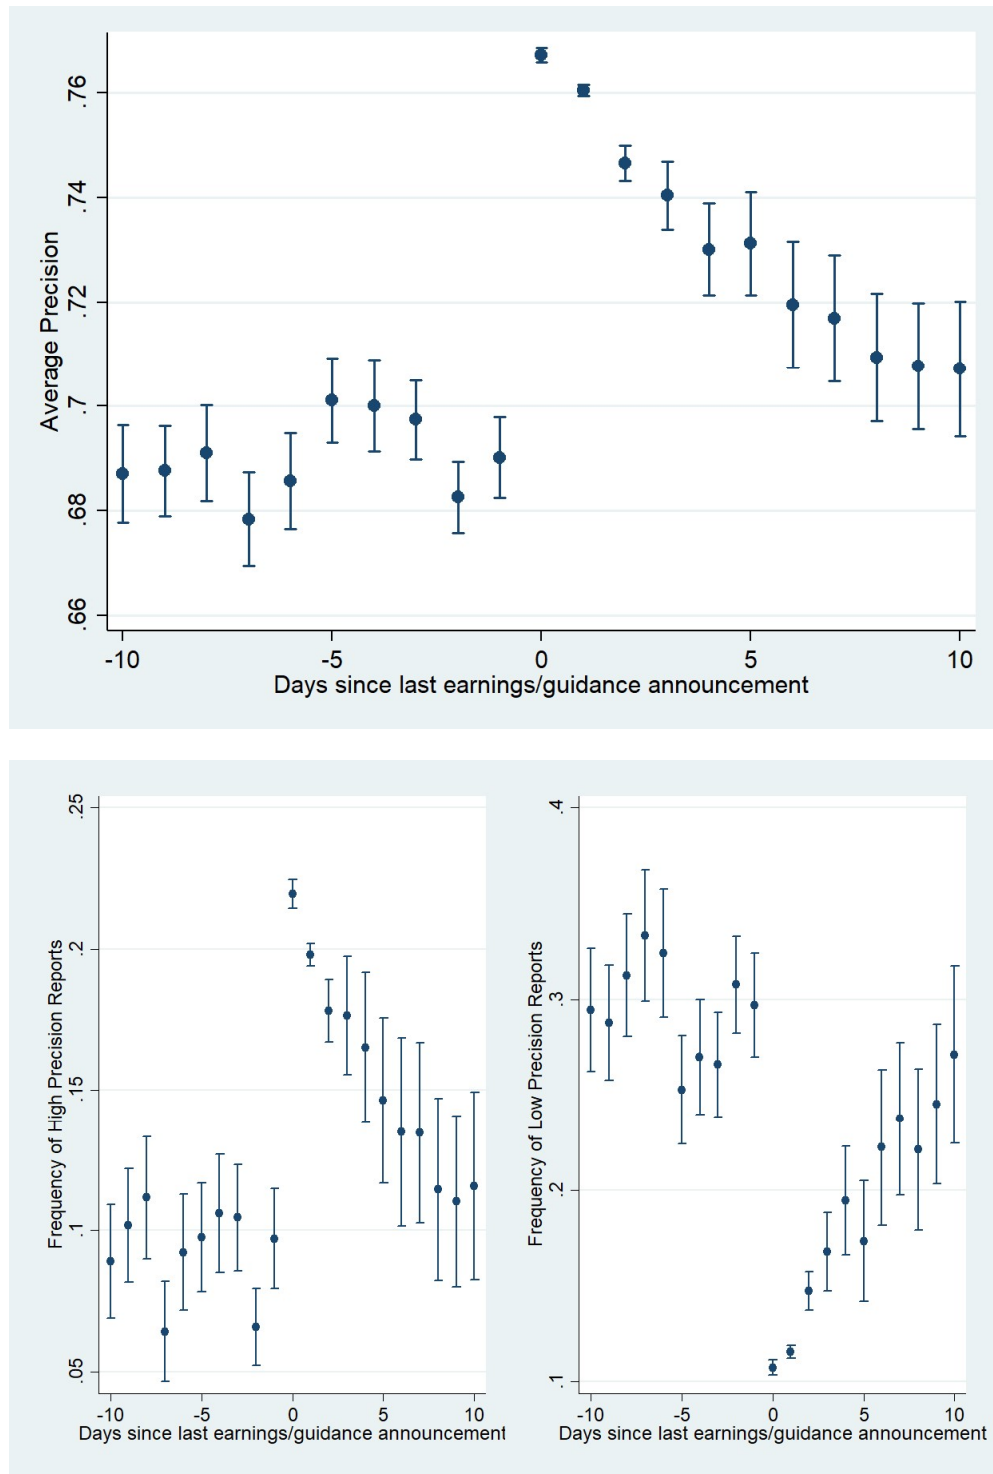 Average Precision
.76
.74
.72
.7
.68
.66
-10 -5 0 5 10
Days since last earnings/guidance announcement
Frequency of High Precision Reports
.25
.2
.15
.1
.05
-10 -5 0 5 10
Days since last earnings/guidance announcement
Frequency of Low Precision Reports
.4
.3
.2
.1
-10 -5 0 5 10
Days since last earnings/guidance announcement